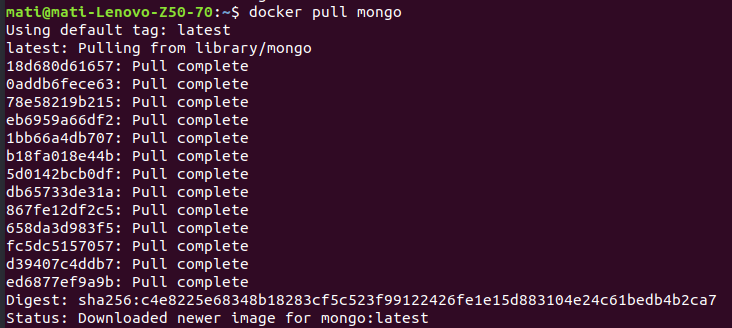 mati@mati-Lenovo-Z50-70:~$ docker pull mongo
Using default tag: latest
latest: Pulling from library/mongo
18d680d61657: Pull complete
0addb6fece63: Pull complete
78e58219b215: Pull complete
eb6959a66df2: Pull complete
1bb66a4db707: Pull complete
b18fa018e44b: Pull complete
5d0142bcb0df: Pull complete
db65733de31a: Pull complete
867fe12df2c5: Pull complete
658da3d983f5: Pull complete
fc5dc5157057: Pull complete
d39407c4ddb7: Pull complete
ed6877ef9a9b: Pull complete
Digest: sha256:c4e8225e68348b18283cf5c523f99122426fe1e15d883104e24c61bedb4b2ca7
Status: Downloaded newer image for mongo:latest